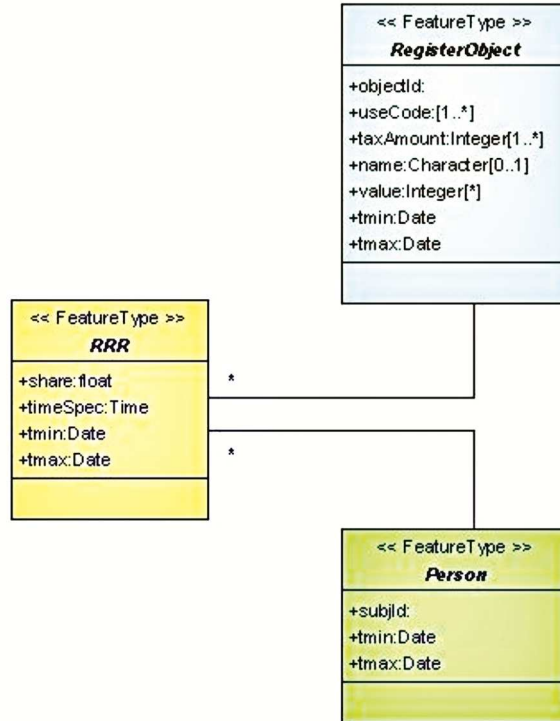 << FeatureType >>
RegisterObject
+objectId:
+useCode:[1..*]
+taxAmount:Integer[1..*]
+name:Character[0..1]
+value:Integer[*]
+tmin:Date
+tmax:Date
<< FeatureType >>
RRR
+share:float
+timeSpec:Time
+tmin:Date
+tmax:Date
*
*
<< FeatureType >>
Person
+subjId:
+tmin:Date
+tmax:Date